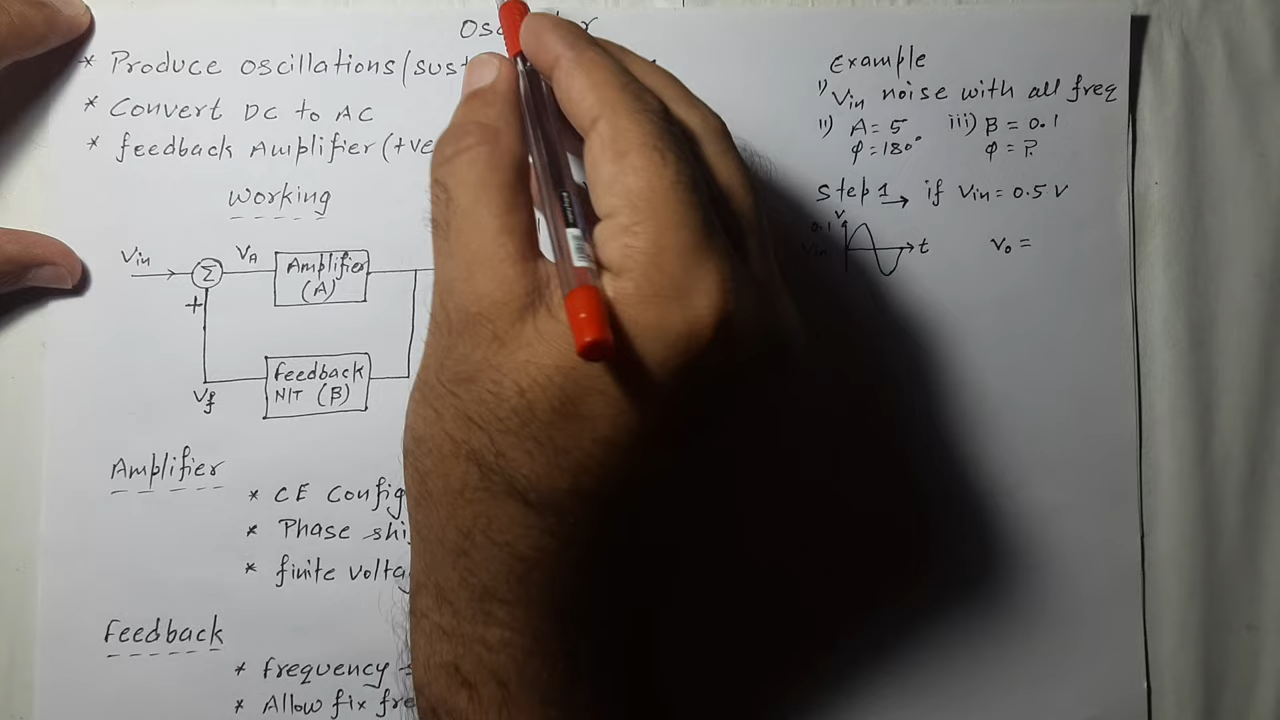 Osc
* Produce oscillations (sust
* Convert DC to AC
* feedback Amplifier (+ve
Working
Vin
VA
Σ
Amplifier
(A)
+
Vf
Feedback
N/T (β)
Amplifier
* CE Config
* Phase shi
* finite volta
Feedback
* frequency
* Allow fix fre
Example
i) Vin noise with all freq
ii) A = 5 iii) β = 0.1
φ = 180° φ = ?
Step 1 → if Vin = 0.5 V
V
0.1
Vin
t
Vo =